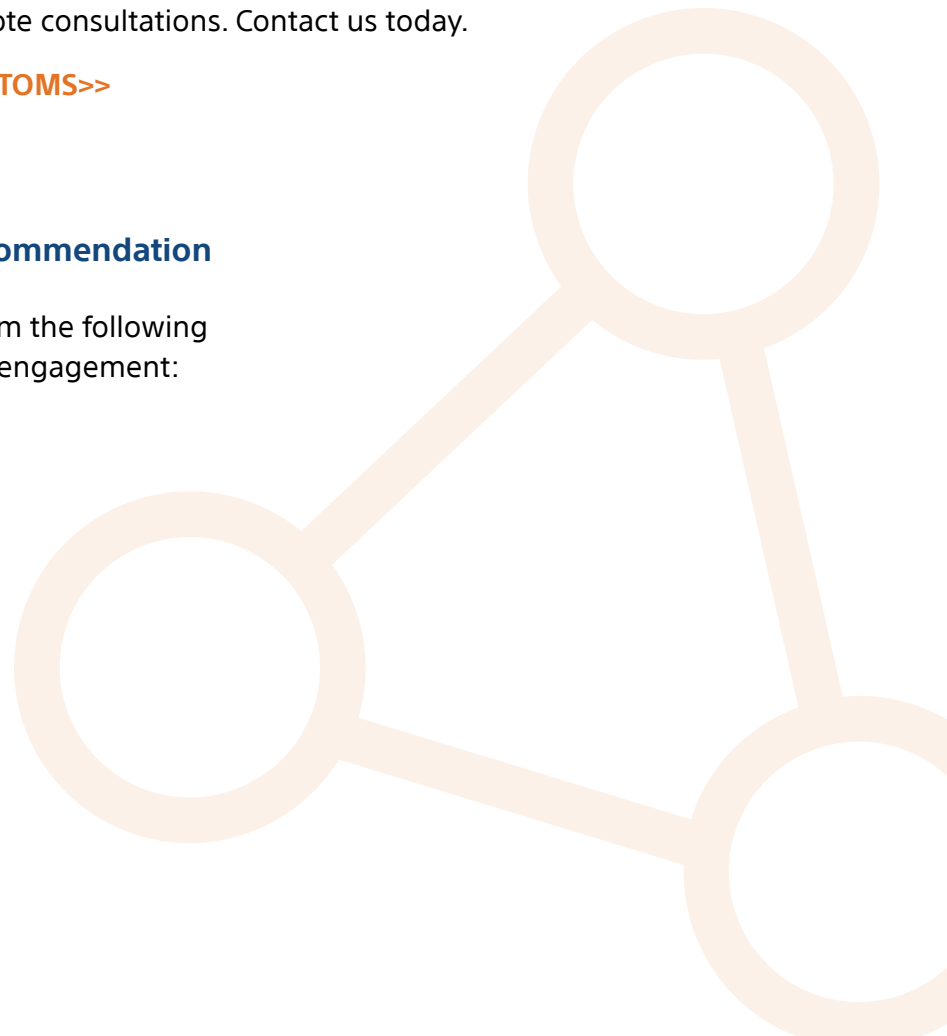 ote consultations. Contact us today.
TOMS>>
ommendation
m the following
engagement: